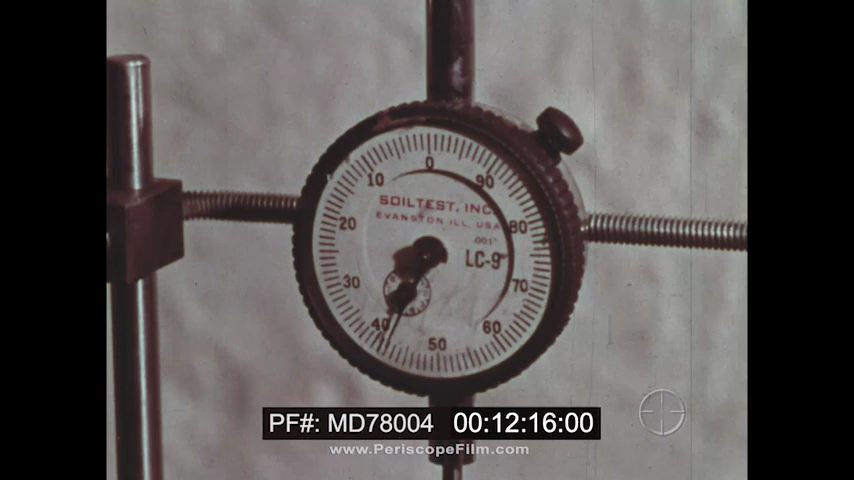 0
10 90
SOILTEST, INC.
EVANSTON ILL. USA
20 80
.001"
LC-9
30 70
40 60
50
PF#: MD78004 00:12:16:00
www.PeriscopeFilm.com